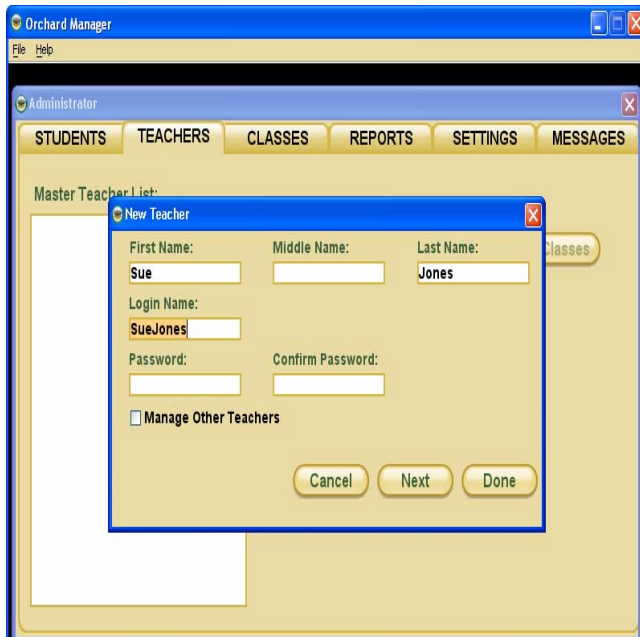 Orchard Manager
File Help
Administrator
STUDENTS TEACHERS CLASSES REPORTS SETTINGS MESSAGES
Master Teacher List:
New Teacher
First Name: Middle Name: Last Name:
Sue Jones
Classes
Login Name:
SueJones
Password: Confirm Password:
Manage Other Teachers
Cancel Next Done